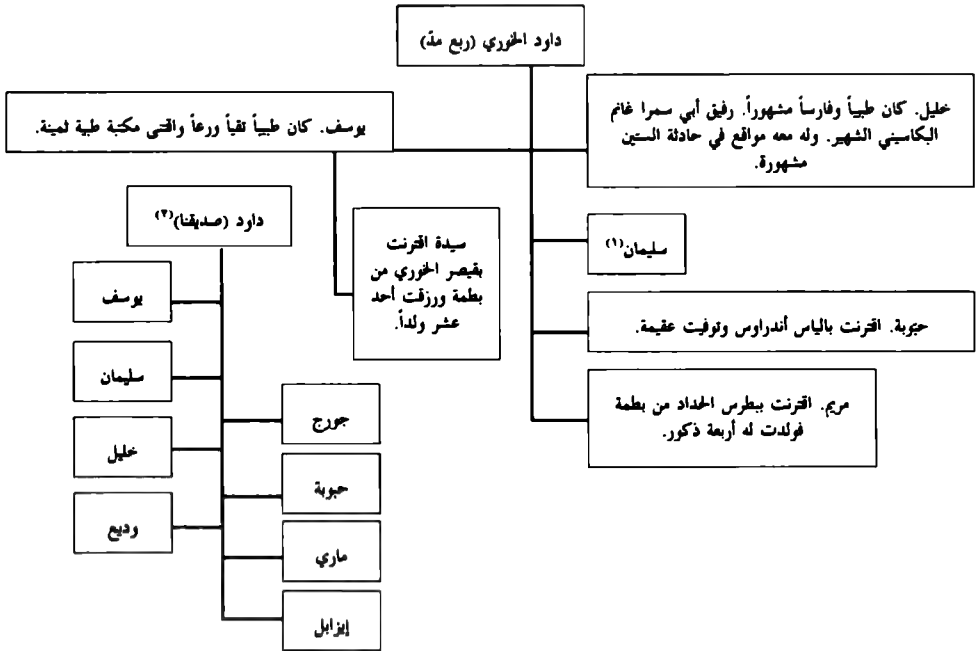 داود الخوري (ربع مدّ)
خليل. كان طبيباً وفارساً مشهوراً. رفيق أبي سمرا غانم
البكاسيني الشهير. وله معه مواقع في حادثة الستين
مشهورة.
يوسف. كان طبيباً تقياً ورعاً واقتنى مكتبة طبية ثمينة.
سليمان(١)
حبّوبة. اقترنت بالياس أندراوس وتوفيت عقيمة.
مريم. اقترنت ببطرس الحداد من بطمة
فولدت له أربعة ذكور.
سيدة اقترنت
بقيصر الخوري من
بطمة ورزقت أحد
عشر ولداً.
داود (صديقنا)(٢)
يوسف
سليمان
خليل
وديع
جورج
حبوبة
ماري
إيزابل